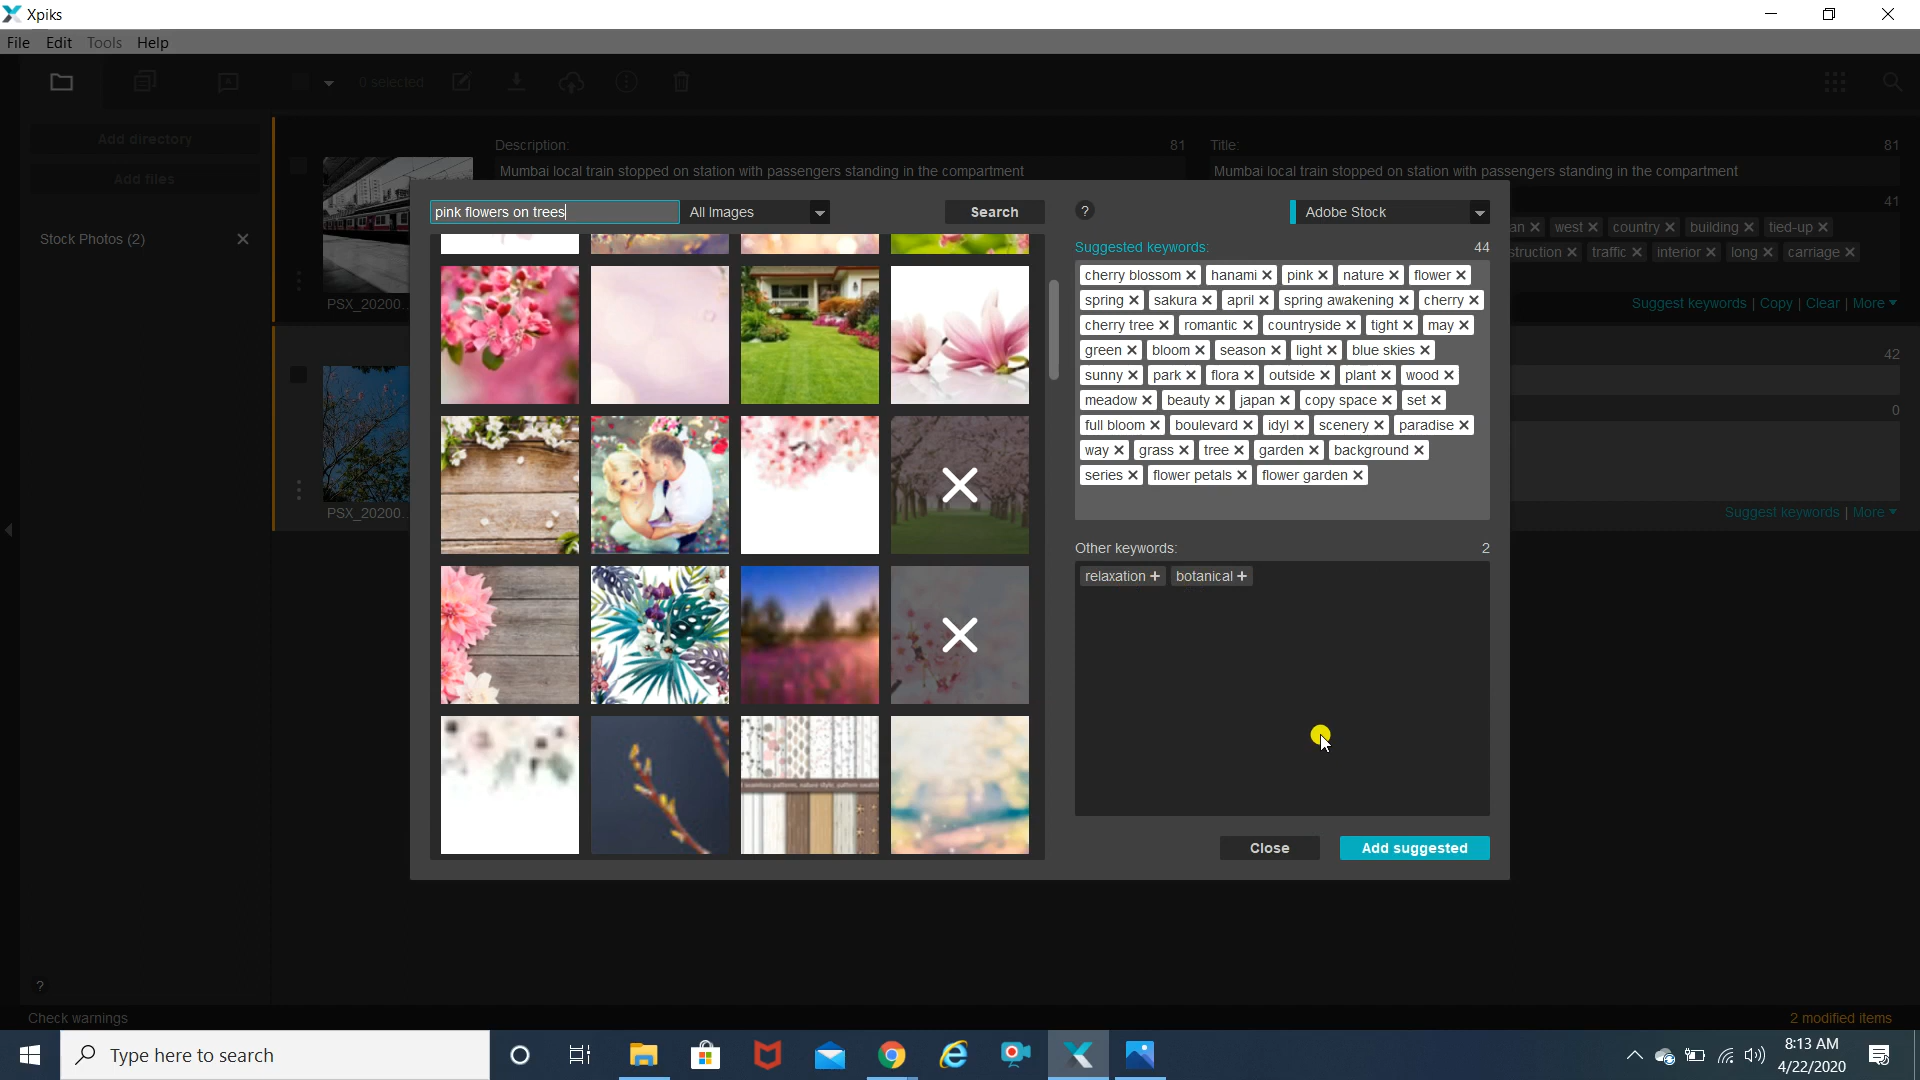 Xpiks
File Edit Tools Help
0 selected
Add directory
Add files
Stock Photos (2)
Description: 81
Title: 81
Mumbai local train stopped on station with passengers standing in the compartment
Mumbai local train stopped on station with passengers standing in the compartment
41
west country building tied-up
traffic interior long carriage
Suggest keywords | Copy | Clear | More
PSX_20200..
42
0
PSX_20200..
Suggest keywords | More
pink flowers on trees All Images Search
? Adobe Stock
Suggested keywords: 44
cherry blossom hanami pink nature flower
spring sakura april spring awakening cherry
cherry tree romantic countryside tight may
green bloom season light blue skies
sunny park flora outside plant wood
meadow beauty japan copy space set
full bloom boulevard idyl scenery paradise
way grass tree garden background
series flower petals flower garden
Other keywords: 2
relaxation + botanical +
Close Add suggested
?
Check warnings
2 modified items
Type here to search
8:13 AM
4/22/2020